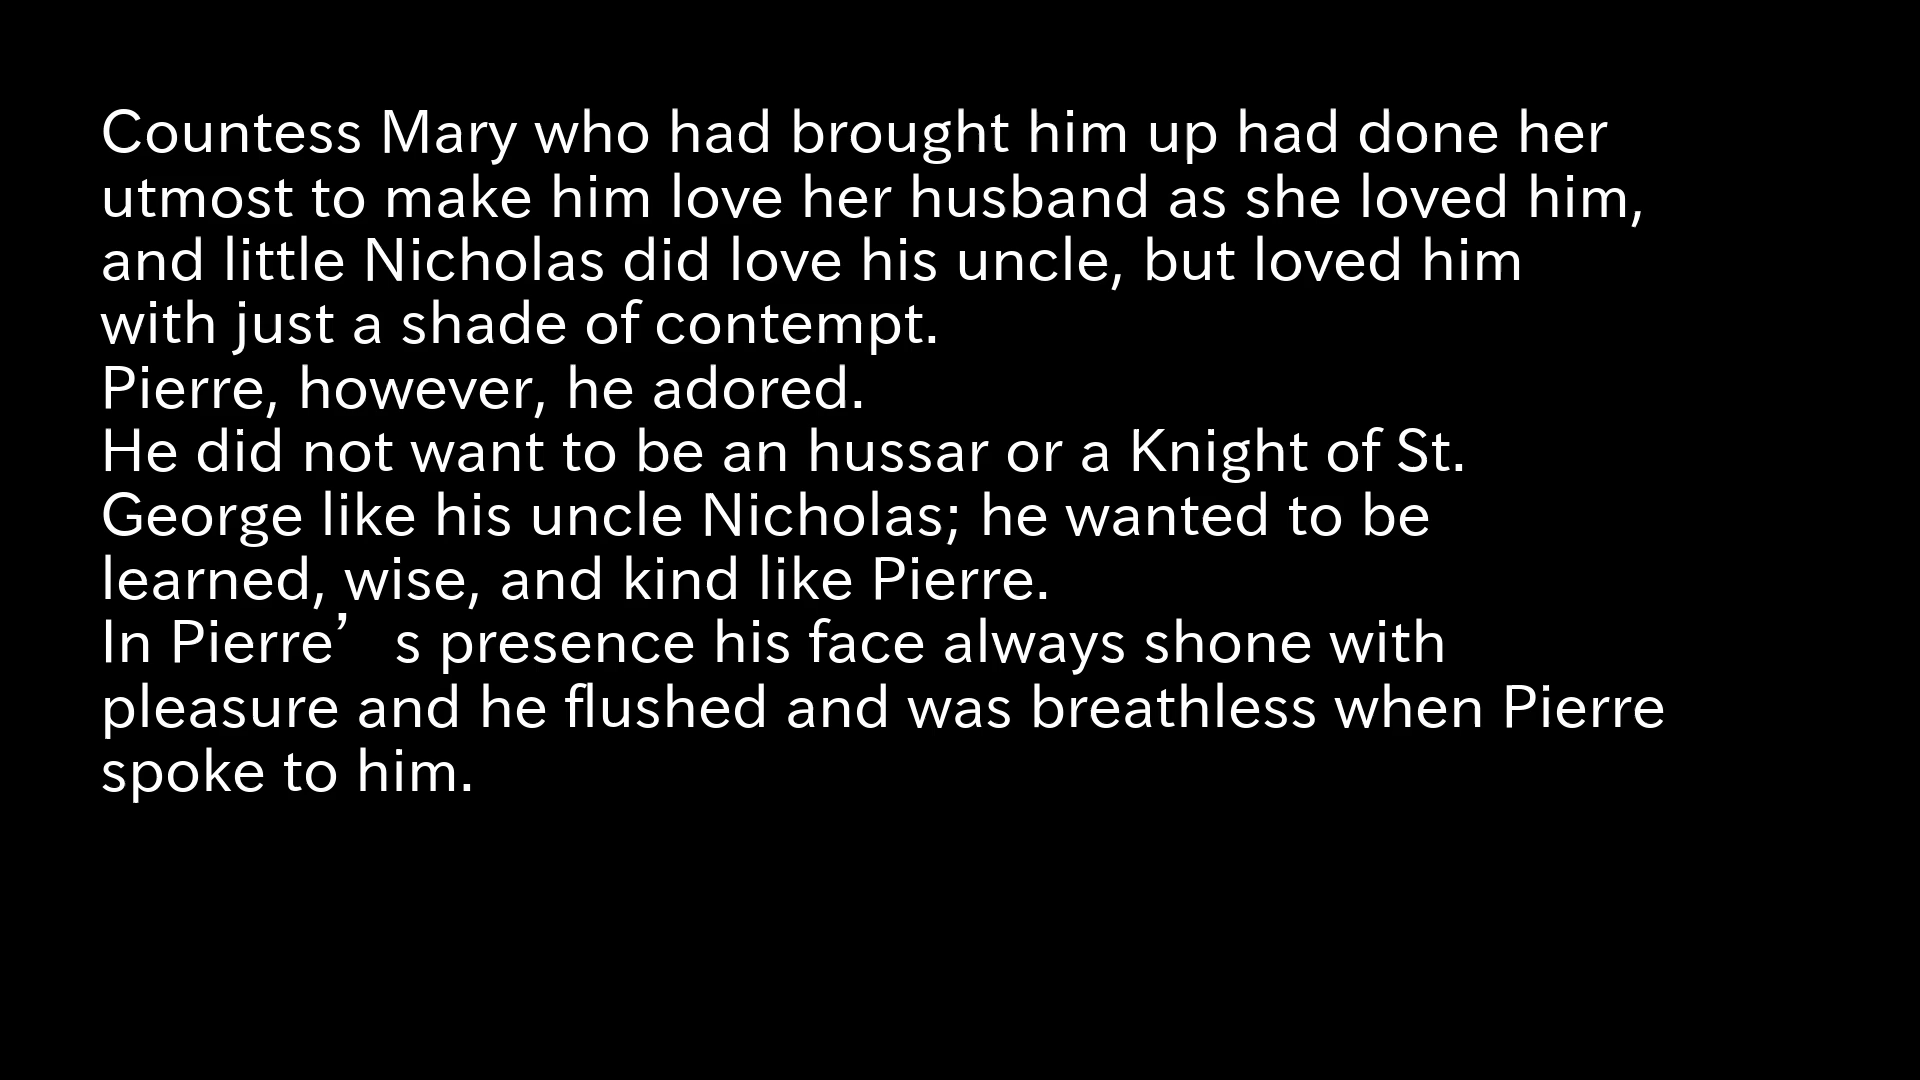 Countess Mary who had brought him up had done her
utmost to make him love her husband as she loved him,
and little Nicholas did love his uncle, but loved him
with just a shade of contempt.
Pierre, however, he adored.
He did not want to be an hussar or a Knight of St.
George like his uncle Nicholas; he wanted to be
learned, wise, and kind like Pierre.
In Pierre’s presence his face always shone with
pleasure and he flushed and was breathless when Pierre
spoke to him.